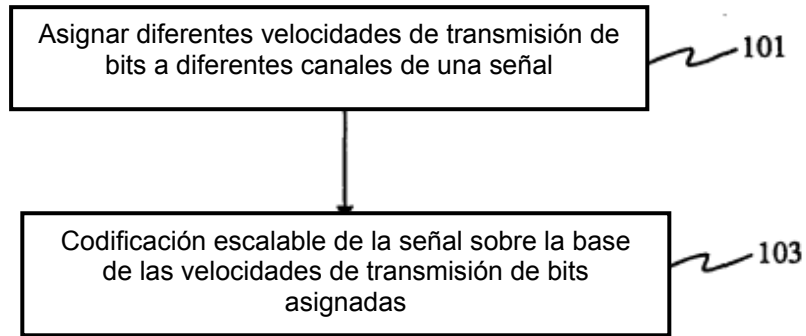 Asignar diferentes velocidades de transmisión de
bits a diferentes canales de una señal
101
Codificación escalable de la señal sobre la base
de las velocidades de transmisión de bits
asignadas
103